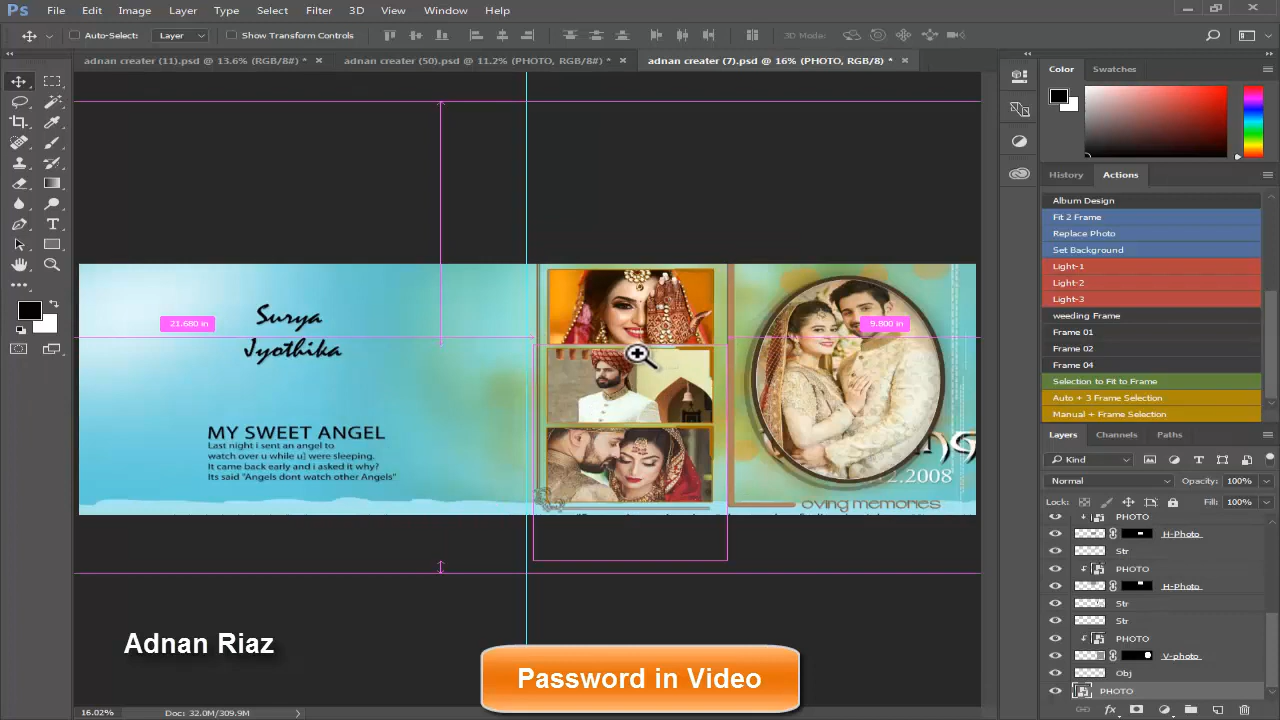 Ps File Edit Image Layer Type Select Filter 3D View Window Help
Auto-Select: Layer Show Transform Controls 3D Mode:
adnan creater (11).psd @ 13.6% (RGB/8#) * adnan creater (50).psd @ 11.2% (PHOTO, RGB/8#) * adnan creater (7).psd @ 16% (PHOTO, RGB/8) *
Color Swatches
History Actions
Album Design
Fit 2 Frame
Replace Photo
Set Background
Light-1
Light-2
Light-3
weeding Frame
Frame 01
Frame 02
Frame 04
Selection to Fit to Frame
Auto + 3 Frame Selection
Manual + Frame Selection
Layers Channels Paths
Kind
Normal Opacity: 100%
Lock: Fill: 100%
PHOTO
H-Photo
Str
PHOTO
H-Photo
Str
Str
PHOTO
V-photo
Obj
PHOTO
21.680 in
9.800 in
Surya
Jyothika
MY SWEET ANGEL
Last night i sent an angel to
watch over u while u) were sleeping.
It came back early and i asked it why?
Its said "Angels dont watch other Angels"
2.2008
oving memories
Adnan Riaz
Password in Video
16.02% Doc: 32.0M/309.9M